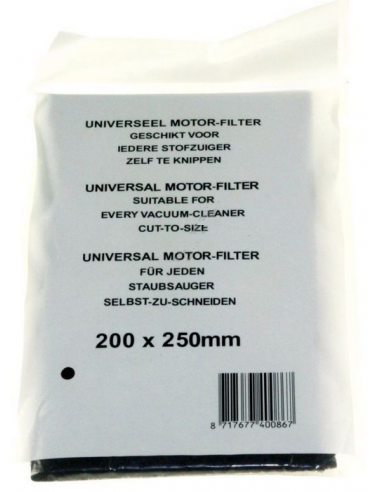 UNIVERSEEL MOTOR-FILTER
GESCHIKT VOOR
IEDERE STOFZUIGER
ZELF TE KNIPPEN
UNIVERSAL MOTOR-FILTER
SUITABLE FOR
EVERY VACUUM-CLEANER
CUT-TO-SIZE
UNIVERSAL MOTOR-FILTER
FÜR JEDEN
STAUBSAUGER
SELBST-ZU-SCHNEIDEN
200 x 250mm
8 717677 400867